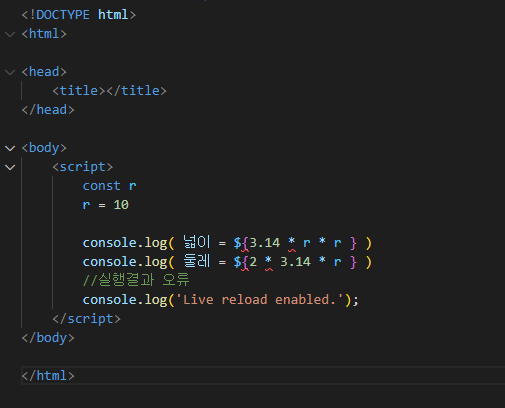 <!DOCTYPE html>
<html>
<head>
<title></title>
</head>
<body>
<script>
const r
r = 10
console.log( 넓이 = ${3.14 * r * r } )
console.log( 둘레 = ${2 * 3.14 * r } )
//실행결과 오류
console.log('Live reload enabled.');
</script>
</body>
</html>